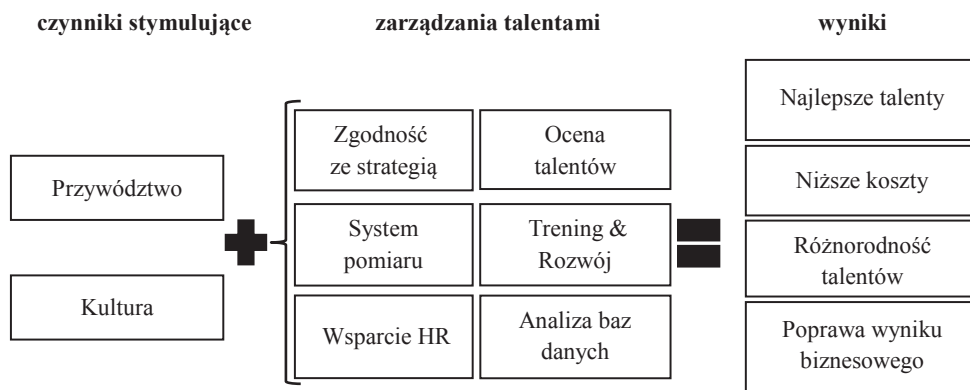 czynniki stymulujące
zarządzania talentami
wyniki
Przywództwo
Kultura
Zgodność
ze strategią
Ocena
talentów
System
pomiaru
Trening &
Rozwój
Wsparcie HR
Analiza baz
danych
Najlepsze talenty
Niższe koszty
Różnorodność
talentów
Poprawa wyniku
biznesowego